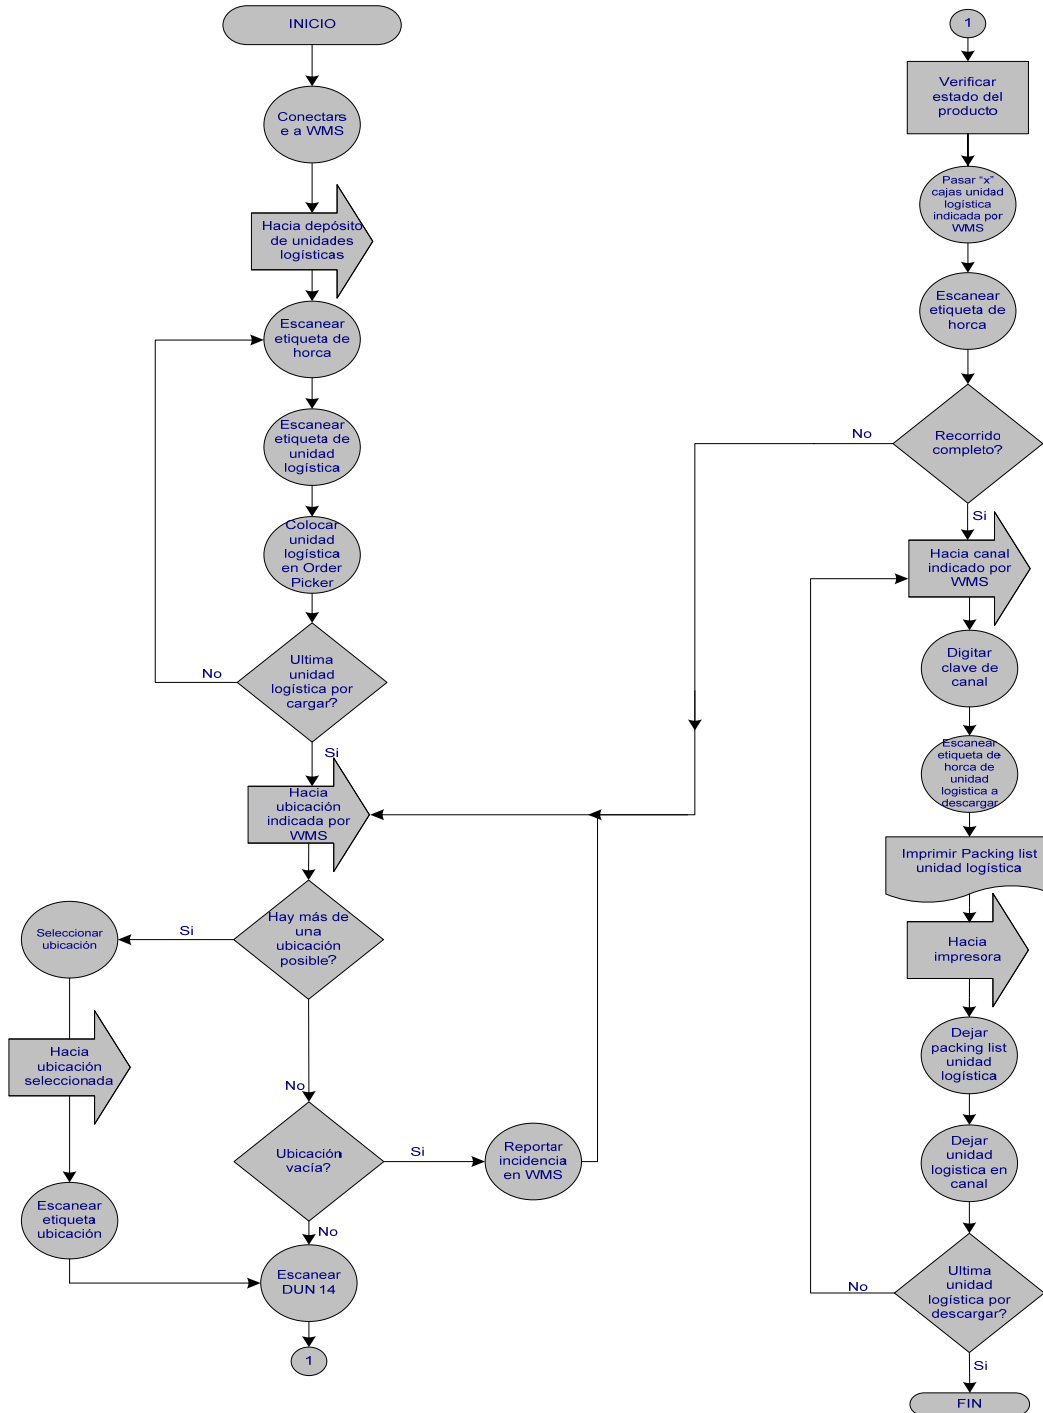 INICIO
Conectars
e a WMS
Hacia depósito
de unidades
logísticas
Escanear
etiqueta de
horca
Escanear
etiqueta de
unidad
logística
Colocar
unidad
logística
en Order
Picker
Ultima
unidad
logística por
cargar?
No
Si
Hacia
ubicación
indicada por
WMS
Hay más de
una
ubicación
posible?
Si
Seleccionar
ubicación
Hacia
ubicación
seleccionada
Escanear
etiqueta
ubicación
No
Ubicación
vacía?
Si
Reportar
incidencia
en WMS
No
Escanear
DUN 14
1
1
Verificar
estado del
producto
Pasar "x"
cajas unidad
logística
indicada por
WMS
Escanear
etiqueta de
horca
Recorrido
completo?
No
Si
Hacia canal
indicado por
WMS
Digitar
clave de
canal
Escanear
etiqueta de
horca de
unidad
logistica a
descargar
Imprimir Packing list
unidad logística
Hacia
impresora
Dejar
packing list
unidad
logística
Dejar
unidad
logistica en
canal
Ultima
unidad
logística por
descargar?
No
Si
FIN